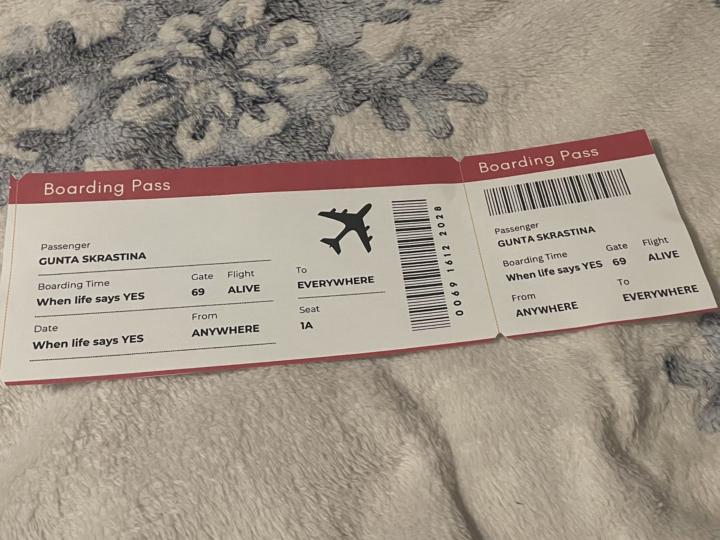 Boarding Pass
Passenger
GUNTA SKRASTINA
Boarding Time Gate Flight
When life says YES 69 ALIVE
Date From
When life says YES ANYWHERE
To
EVERYWHERE
Seat
1A
0069 1612 2028
Boarding Pass
Passenger
GUNTA SKRASTINA
Boarding Time Gate Flight
When life says YES 69 ALIVE
From To
ANYWHERE EVERYWHERE